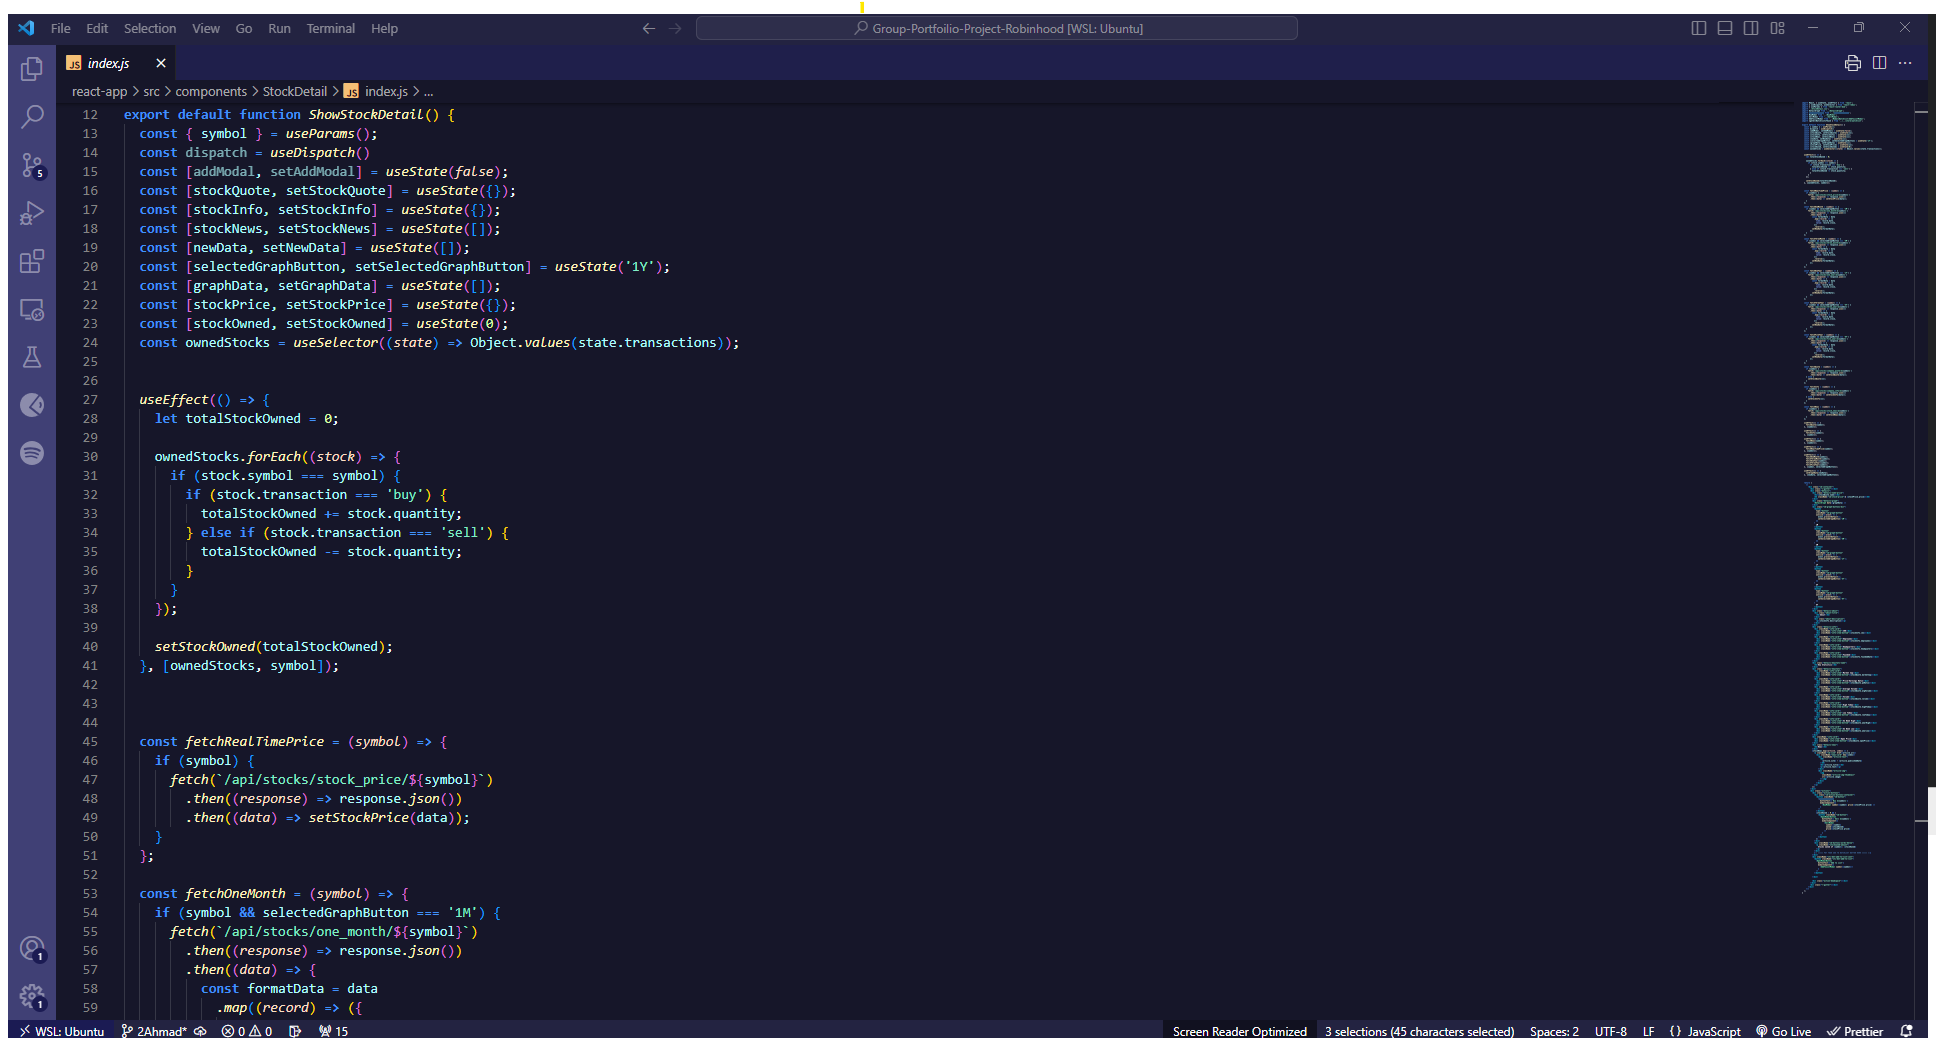 File Edit Selection View Go Run Terminal Help
Group-Portfoilio-Project-Robinhood [WSL: Ubuntu]
JS index.js
react-app > src > components > StockDetail > JS index.js > ...
12 export default function ShowStockDetail() {
13 const { symbol } = useParams();
14 const dispatch = useDispatch()
15 const [addModal, setAddModal] = useState(false);
16 const [stockQuote, setStockQuote] = useState({});
17 const [stockInfo, setStockInfo] = useState({});
18 const [stockNews, setStockNews] = useState([]);
19 const [newData, setNewData] = useState([]);
20 const [selectedGraphButton, setSelectedGraphButton] = useState('1Y');
21 const [graphData, setGraphData] = useState([]);
22 const [stockPrice, setStockPrice] = useState({});
23 const [stockOwned, setStockOwned] = useState(0);
24 const ownedStocks = useSelector((state) => Object.values(state.transactions));
25
26
27 useEffect(() => {
28 let totalStockOwned = 0;
29
30 ownedStocks.forEach((stock) => {
31 if (stock.symbol === symbol) {
32 if (stock.transaction === 'buy') {
33 totalStockOwned += stock.quantity;
34 } else if (stock.transaction === 'sell') {
35 totalStockOwned -= stock.quantity;
36 }
37 }
38 });
39
40 setStockOwned(totalStockOwned);
41 }, [ownedStocks, symbol]);
42
43
44
45 const fetchRealTimePrice = (symbol) => {
46 if (symbol) {
47 fetch(`/api/stocks/stock_price/${symbol}`)
48 .then((response) => response.json())
49 .then((data) => setStockPrice(data));
50 }
51 };
52
53 const fetchOneMonth = (symbol) => {
54 if (symbol && selectedGraphButton === '1M') {
55 fetch(`/api/stocks/one_month/${symbol}`)
56 .then((response) => response.json())
57 .then((data) => {
58 const formatData = data
59 .map((record) => ({
5
1
1
WSL: Ubuntu 2Ahmad* 0 0 15 Screen Reader Optimized 3 selections (45 characters selected) Spaces: 2 UTF-8 LF {} JavaScript Go Live Prettier